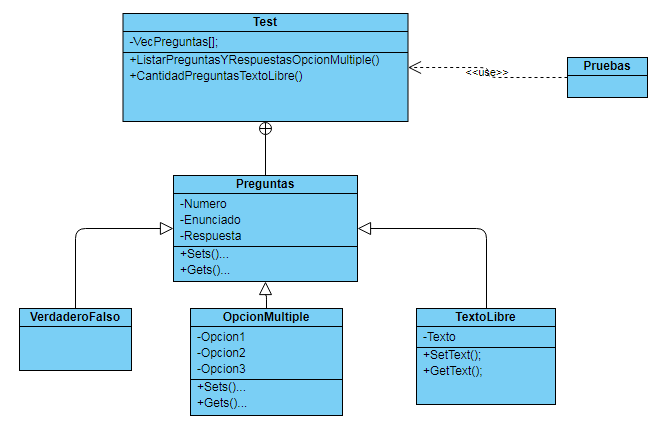 Test
-VecPreguntas[];
+ListarPreguntasYRespuestasOpcionMultiple()
+CantidadPreguntasTextoLibre()
<<use>>
Pruebas
Preguntas
-Numero
-Enunciado
-Respuesta
+Sets()...
+Gets()...
VerdaderoFalso
OpcionMultiple
-Opcion1
-Opcion2
-Opcion3
+Sets()...
+Gets()...
TextoLibre
-Texto
+SetText();
+GetText();